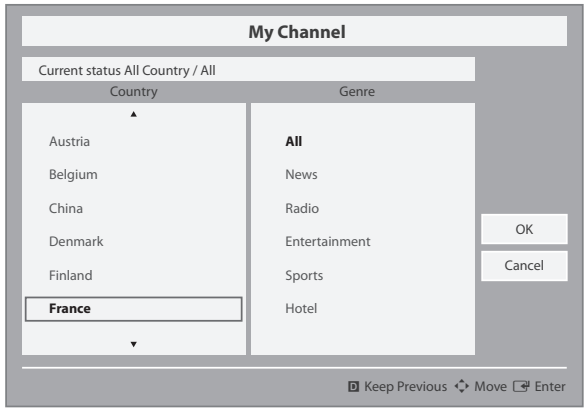 My Channel
Current status All Country / All
Country
Genre
Austria
All
Belgium
News
China
Radio
Denmark
Entertainment
OK
Finland
Sports
Cancel
France
Hotel
D Keep Previous Move Enter